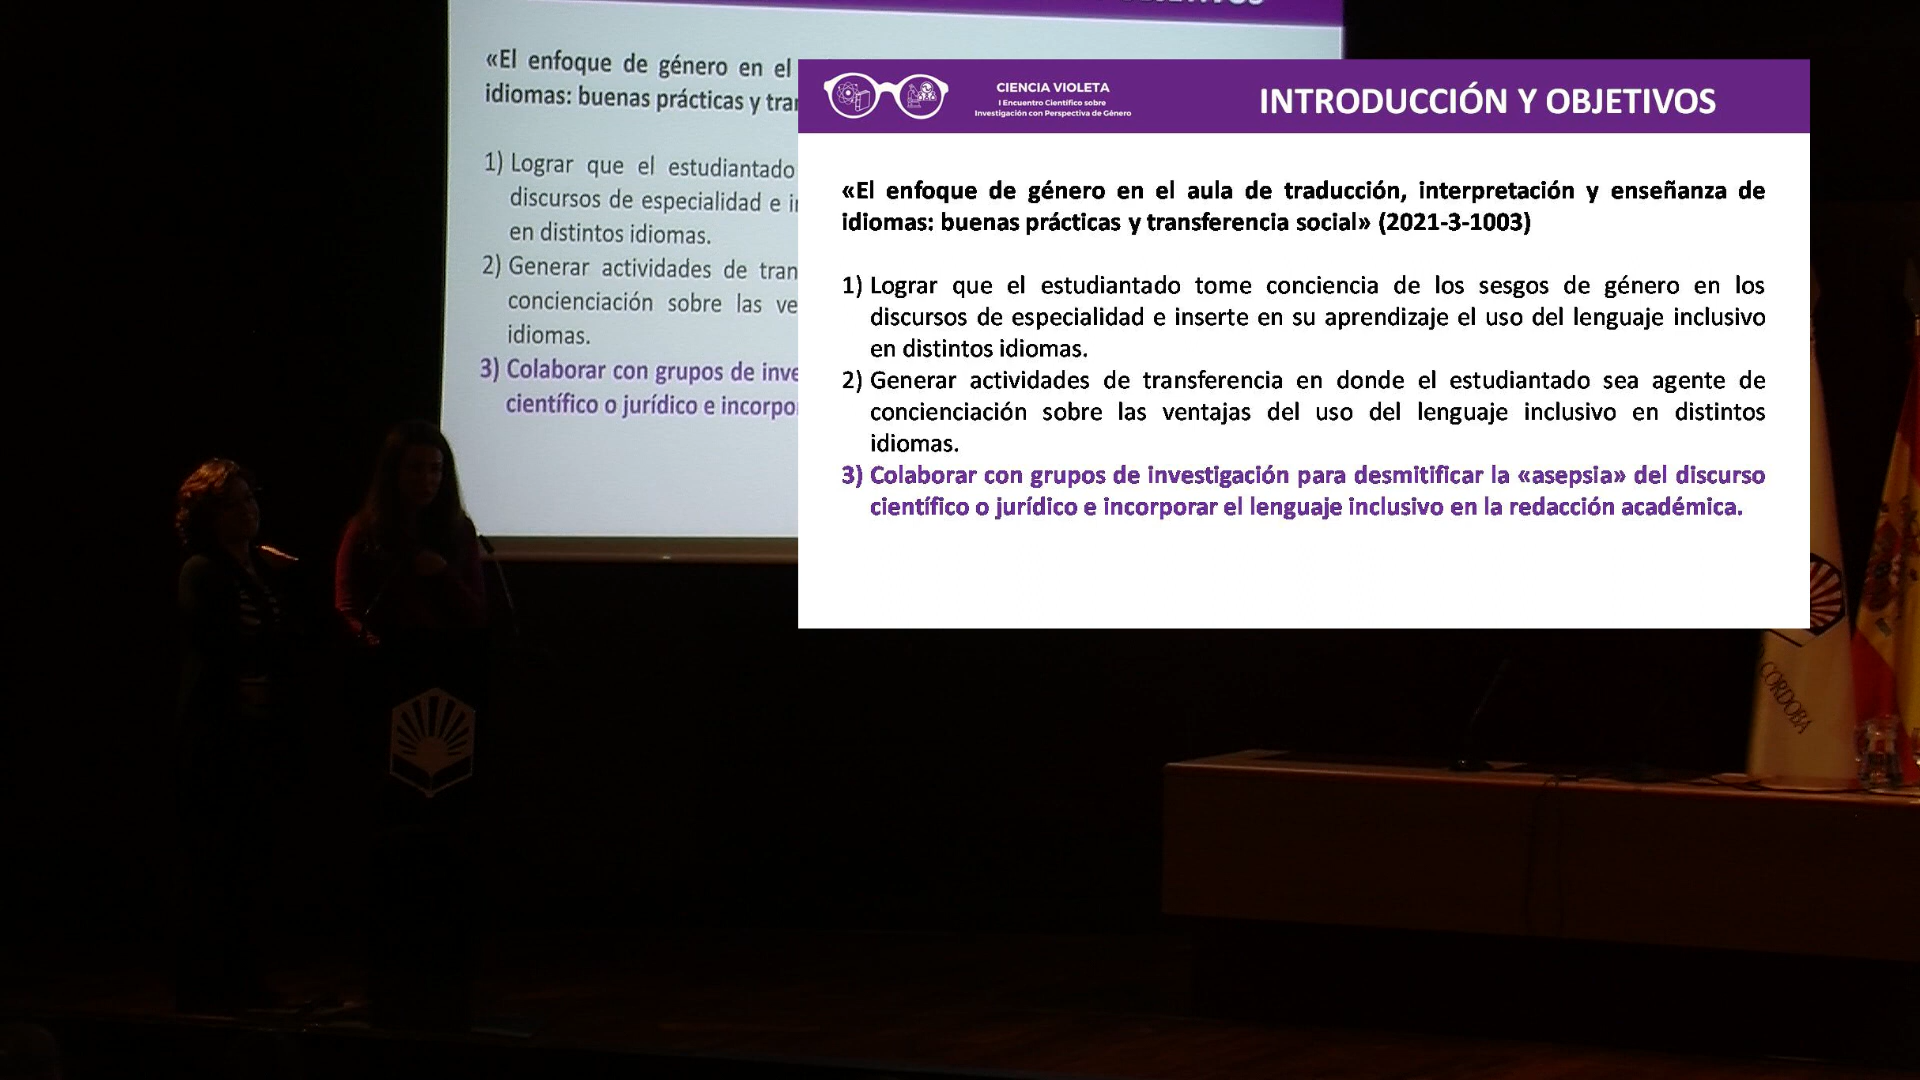 OBJETIVOS
«El enfoque de género en el
idiomas: buenas prácticas y
1) Lograr que el estudiantado
discursos de especialidad e
en distintos idiomas.
2) Generar actividades de
concienciación sobre las
idiomas.
3) Colaborar con grupos de
científico o jurídico e
CIENCIA VIOLETA
I Encuentro Científico sobre
Investigación con Perspectiva de Género
INTRODUCCIÓN Y OBJETIVOS
«El enfoque de género en el aula de traducción, interpretación y enseñanza de
idiomas: buenas prácticas y transferencia social» (2021-3-1003)
1) Lograr que el estudiantado tome conciencia de los sesgos de género en los
discursos de especialidad e inserte en su aprendizaje el uso del lenguaje inclusivo
en distintos idiomas.
2) Generar actividades de transferencia en donde el estudiantado sea agente de
concienciación sobre las ventajas del uso del lenguaje inclusivo en distintos
idiomas.
3) Colaborar con grupos de investigación para desmitificar la «asepsia» del discurso
científico o jurídico e incorporar el lenguaje inclusivo en la redacción académica.
CORDOBA